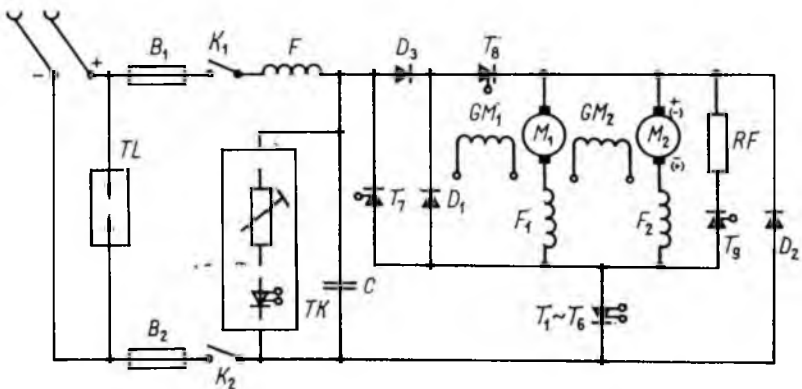 B1 K1 F D3 T8
- +
GM1 GM2 M1 M2 + (-) - (+) RF
TL
T7 D1 F1 F2 T9 D2
TK C T1~T6
B2 K2